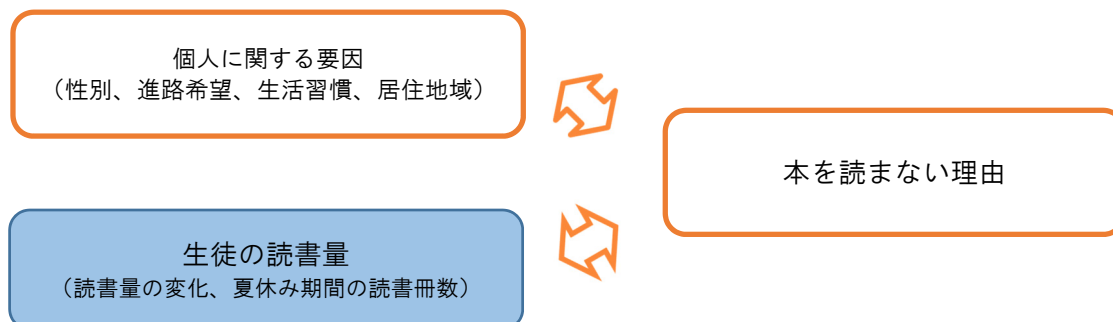 個人に関する要因
（性別、進路希望、生活習慣、居住地域）
本を読まない理由
生徒の読書量
（読書量の変化、夏休み期間の読書冊数）